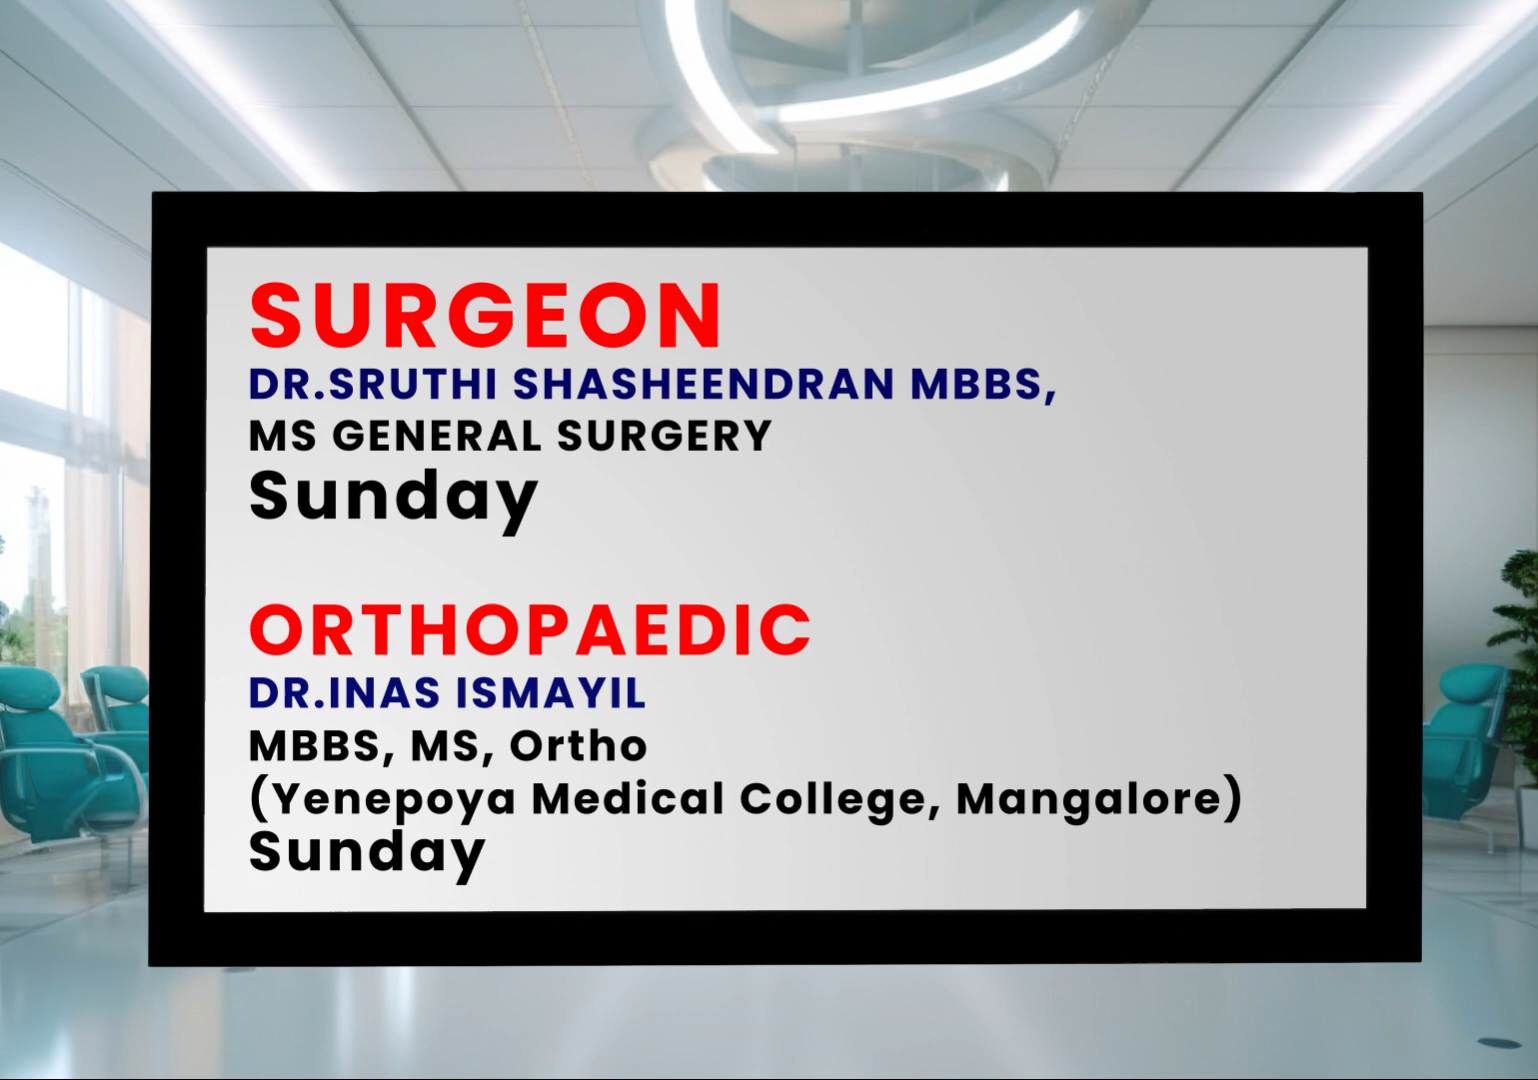 SURGEON
DR.SRUTHI SHASHEENDRAN MBBS,
MS GENERAL SURGERY
Sunday
ORTHOPAEDIC
DR.INAS ISMAYIL
MBBS, MS, Ortho
(Yenepoya Medical College, Mangalore)
Sunday